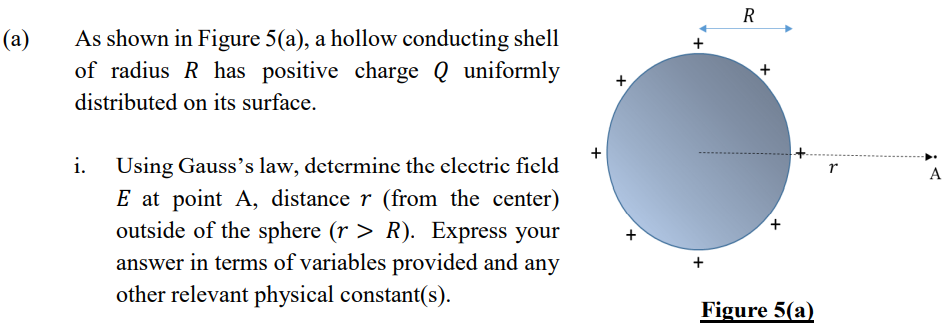 (a) As shown in Figure 5(a), a hollow conducting shell
of radius R has positive charge Q uniformly
distributed on its surface.
i. Using Gauss's law, determine the electric field
E at point A, distance r (from the center)
outside of the sphere (r > R). Express your
answer in terms of variables provided and any
other relevant physical constant(s).
R
+
+
+
+
+
r
A
+
+
+
Figure 5(a)